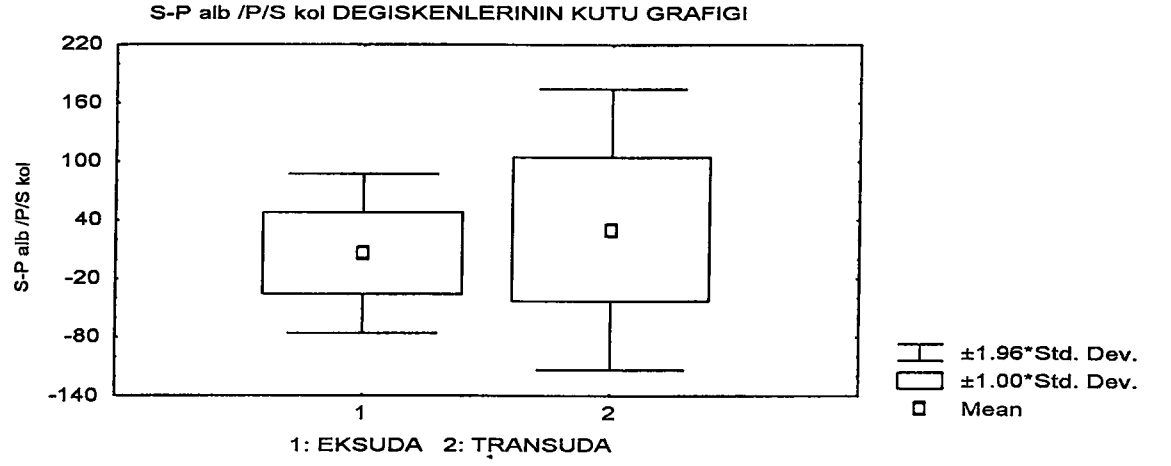 S-P alb /P/S kol DEGISKENLERININ KUTU GRAFIGI
220
160
100
40
-20
-80
-140
S-P alb /P/S kol
1
2
1: EKSUDA 2: TRANSUDA
±1.96*Std. Dev.
±1.00*Std. Dev.
Mean